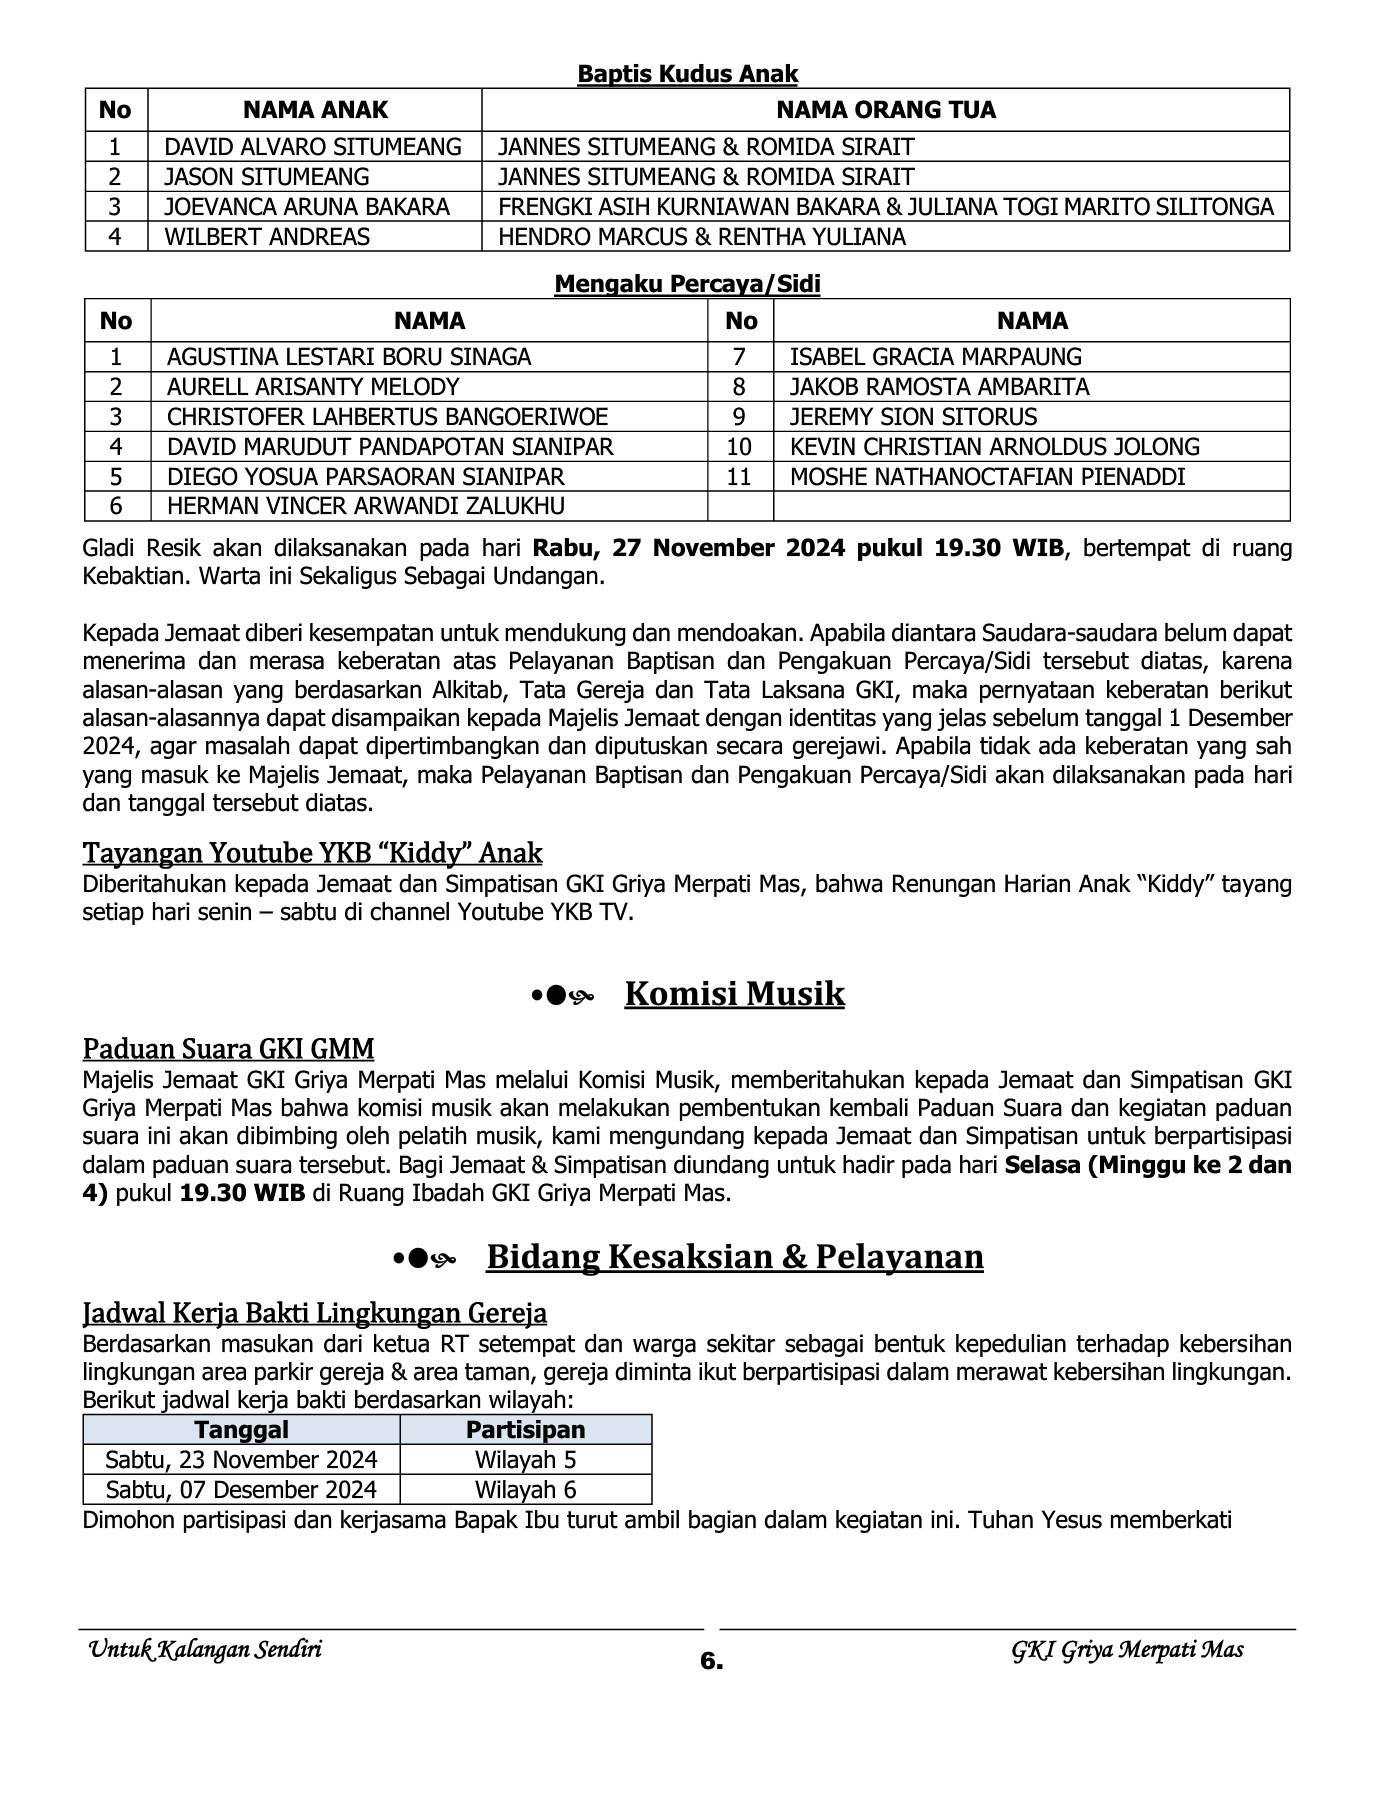 Baptis Kudus Anak
No NAMA ANAK NAMA ORANG TUA
1 DAVID ALVARO SITUMEANG JANNES SITUMEANG & ROMIDA SIRAIT
2 JASON SITUMEANG JANNES SITUMEANG & ROMIDA SIRAIT
3 JOEVANCA ARUNA BAKARA FRENGKI ASIH KURNIAWAN BAKARA & JULIANA TOGI MARITO SILITONGA
4 WILBERT ANDREAS HENDRO MARCUS & RENTHA YULIANA
Mengaku Percaya/Sidi
No NAMA No NAMA
1 AGUSTINA LESTARI BORU SINAGA 7 ISABEL GRACIA MARPAUNG
2 AURELL ARISANTY MELODY 8 JAKOB RAMOSTA AMBARITA
3 CHRISTOFER LAHBERTUS BANGOERIWOE 9 JEREMY SION SITORUS
4 DAVID MARUDUT PANDAPOTAN SIANIPAR 10 KEVIN CHRISTIAN ARNOLDUS JOLONG
5 DIEGO YOSUA PARSAORAN SIANIPAR 11 MOSHE NATHANOCTAFIAN PIENADDI
6 HERMAN VINCER ARWANDI ZALUKHU
Gladi Resik akan dilaksanakan pada hari Rabu, 27 November 2024 pukul 19.30 WIB, bertempat di ruang
Kebaktian. Warta ini Sekaligus Sebagai Undangan.
Kepada Jemaat diberi kesempatan untuk mendukung dan mendoakan. Apabila diantara Saudara-saudara belum dapat
menerima dan merasa keberatan atas Pelayanan Baptisan dan Pengakuan Percaya/Sidi tersebut diatas, karena
alasan-alasan yang berdasarkan Alkitab, Tata Gereja dan Tata Laksana GKI, maka pernyataan keberatan berikut
alasan-alasannya dapat disampaikan kepada Majelis Jemaat dengan identitas yang jelas sebelum tanggal 1 Desember
2024, agar masalah dapat dipertimbangkan dan diputuskan secara gerejawi. Apabila tidak ada keberatan yang sah
yang masuk ke Majelis Jemaat, maka Pelayanan Baptisan dan Pengakuan Percaya/Sidi akan dilaksanakan pada hari
dan tanggal tersebut diatas.
Tayangan Youtube YKB “Kiddy” Anak
Diberitahukan kepada Jemaat dan Simpatisan GKI Griya Merpati Mas, bahwa Renungan Harian Anak “Kiddy” tayang
setiap hari senin – sabtu di channel Youtube YKB TV.
Komisi Musik
Paduan Suara GKI GMM
Majelis Jemaat GKI Griya Merpati Mas melalui Komisi Musik, memberitahukan kepada Jemaat dan Simpatisan GKI
Griya Merpati Mas bahwa komisi musik akan melakukan pembentukan kembali Paduan Suara dan kegiatan paduan
suara ini akan dibimbing oleh pelatih musik, kami mengundang kepada Jemaat dan Simpatisan untuk berpartisipasi
dalam paduan suara tersebut. Bagi Jemaat & Simpatisan diundang untuk hadir pada hari Selasa (Minggu ke 2 dan
4) pukul 19.30 WIB di Ruang Ibadah GKI Griya Merpati Mas.
Bidang Kesaksian & Pelayanan
Jadwal Kerja Bakti Lingkungan Gereja
Berdasarkan masukan dari ketua RT setempat dan warga sekitar sebagai bentuk kepedulian terhadap kebersihan
lingkungan area parkir gereja & area taman, gereja diminta ikut berpartisipasi dalam merawat kebersihan lingkungan.
Berikut jadwal kerja bakti berdasarkan wilayah:
Tanggal Partisipan
Sabtu, 23 November 2024 Wilayah 5
Sabtu, 07 Desember 2024 Wilayah 6
Dimohon partisipasi dan kerjasama Bapak Ibu turut ambil bagian dalam kegiatan ini. Tuhan Yesus memberkati
Untuk Kalangan Sendiri 6. GKI Griya Merpati Mas